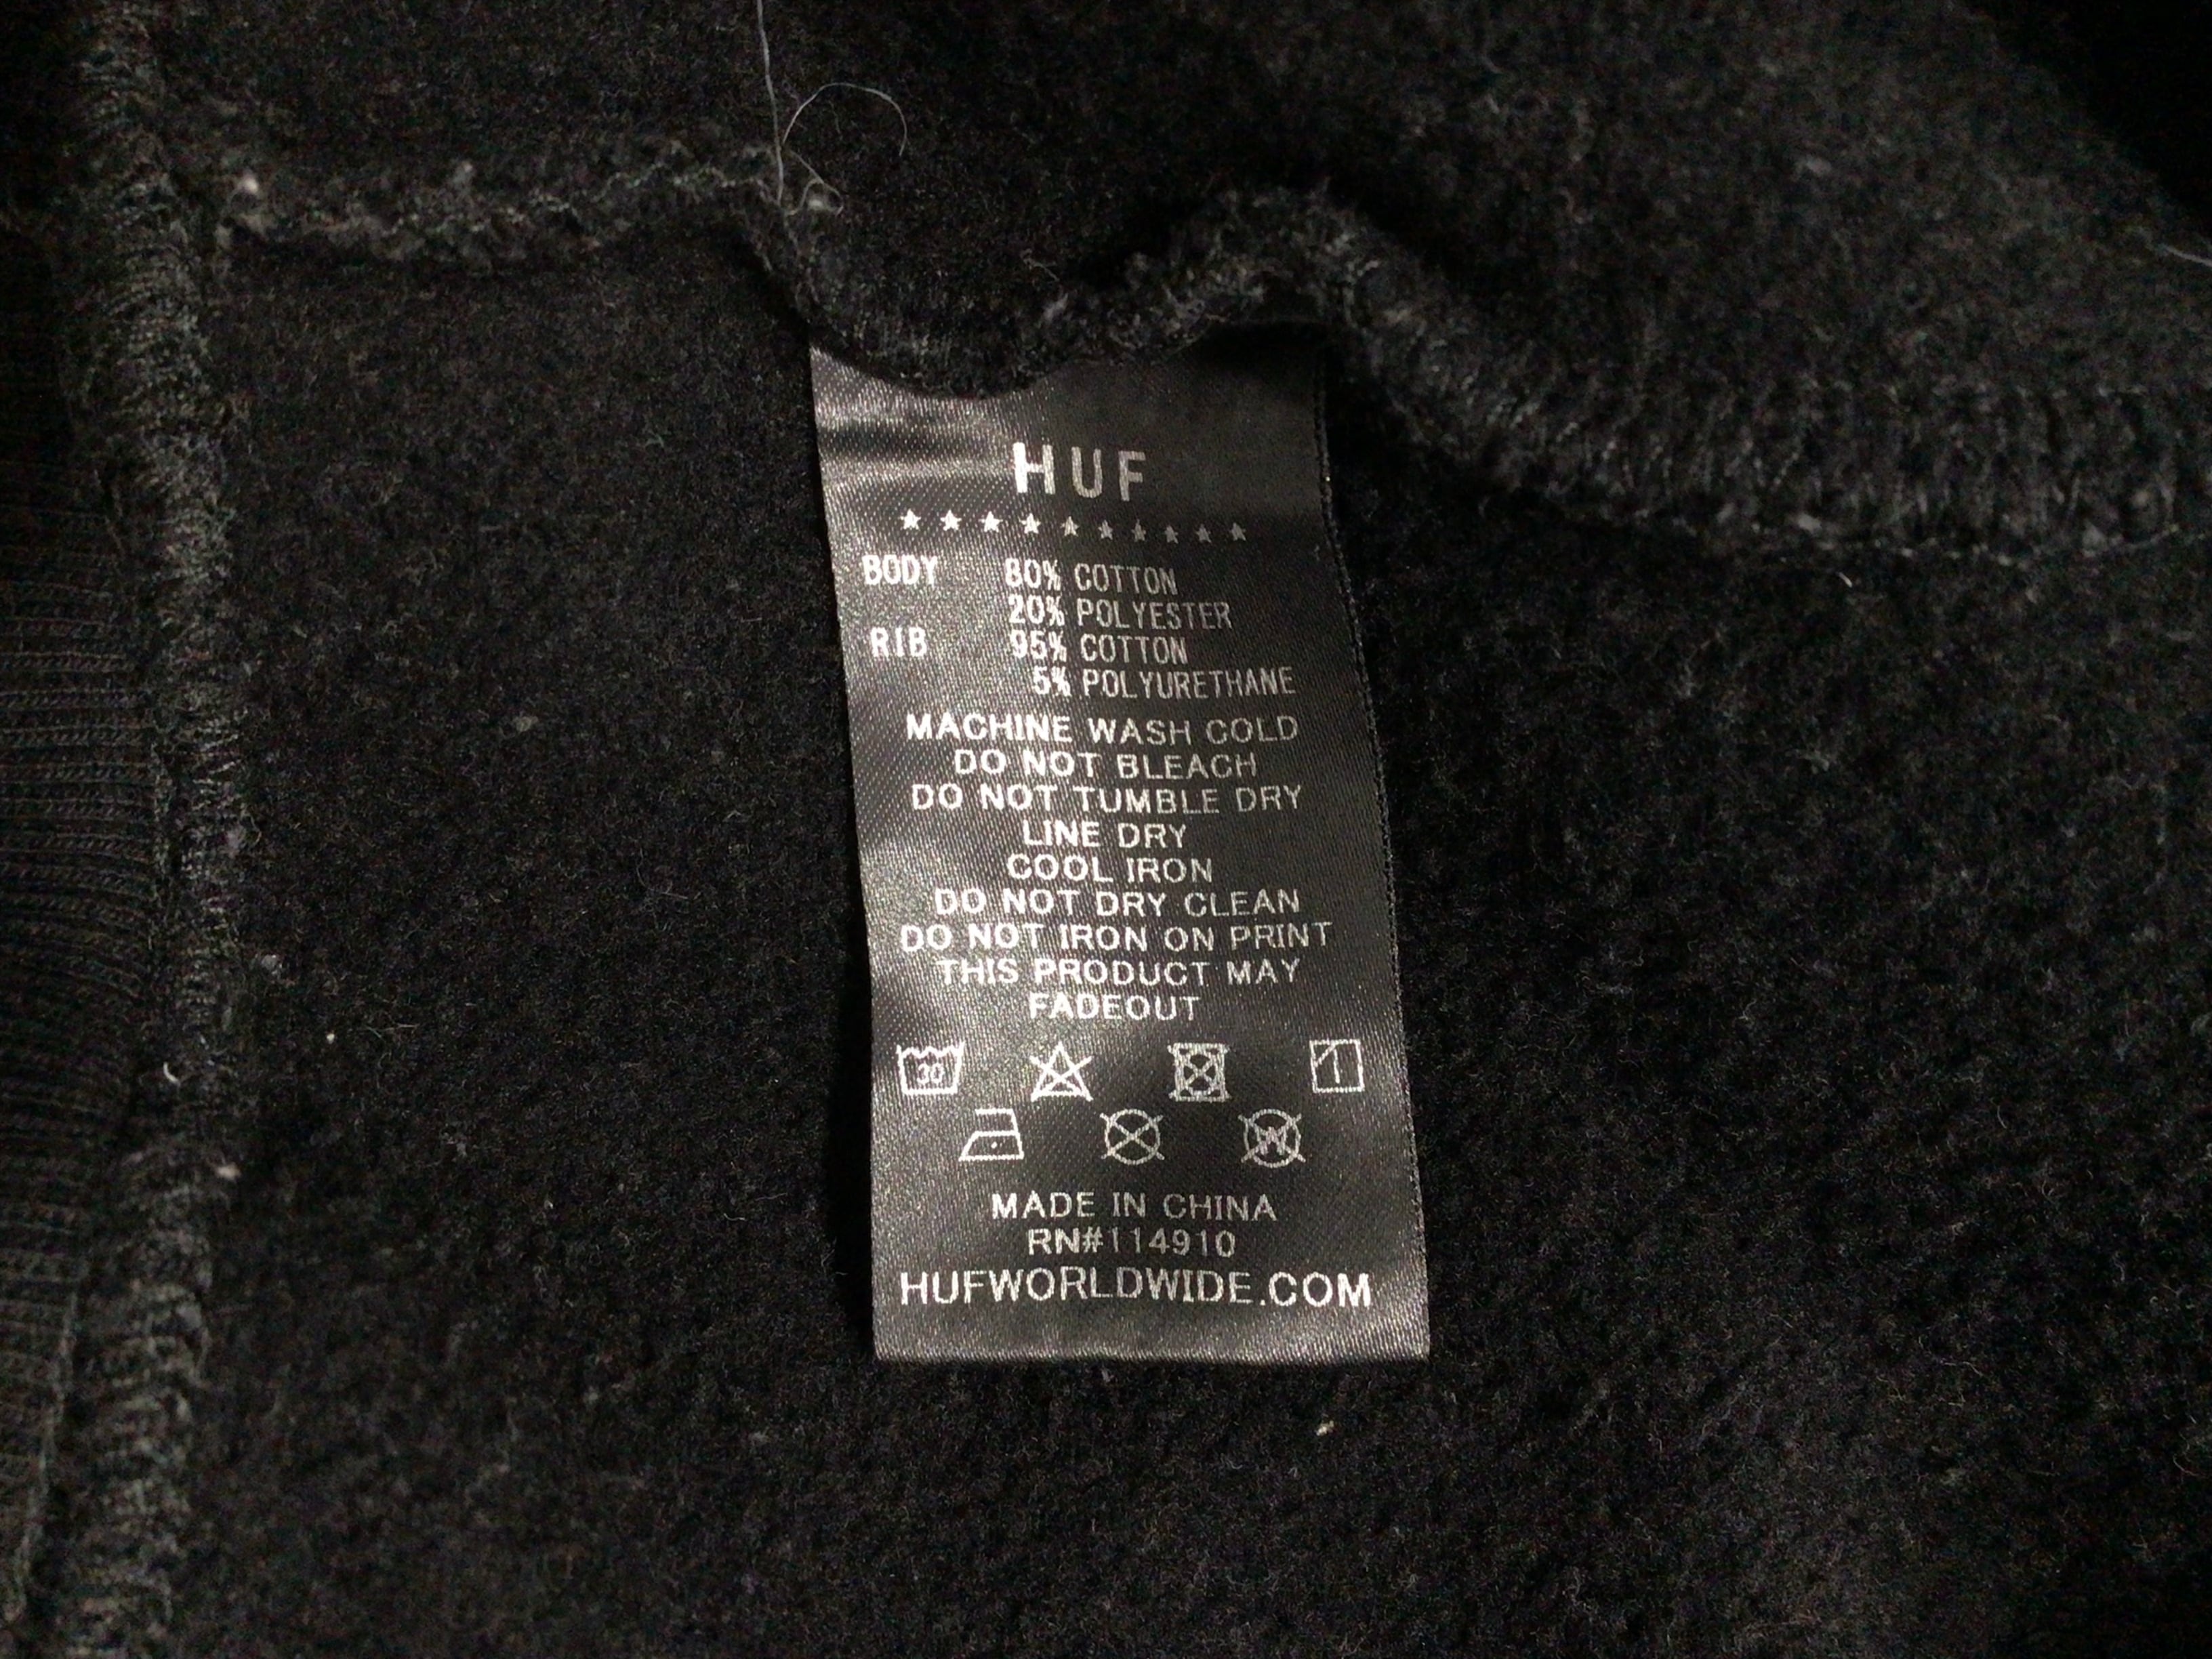 HUF
★★★★★★★★★★
BODY 80% COTTON
20% POLYESTER
RIB 95% COTTON
5% POLYURETHANE
MACHINE WASH COLD
DO NOT BLEACH
DO NOT TUMBLE DRY
LINE DRY
COOL IRON
DO NOT DRY CLEAN
DO NOT IRON ON PRINT
THIS PRODUCT MAY
FADEOUT
30
W
MADE IN CHINA
RN#114910
HUFWORLDWIDE.COM